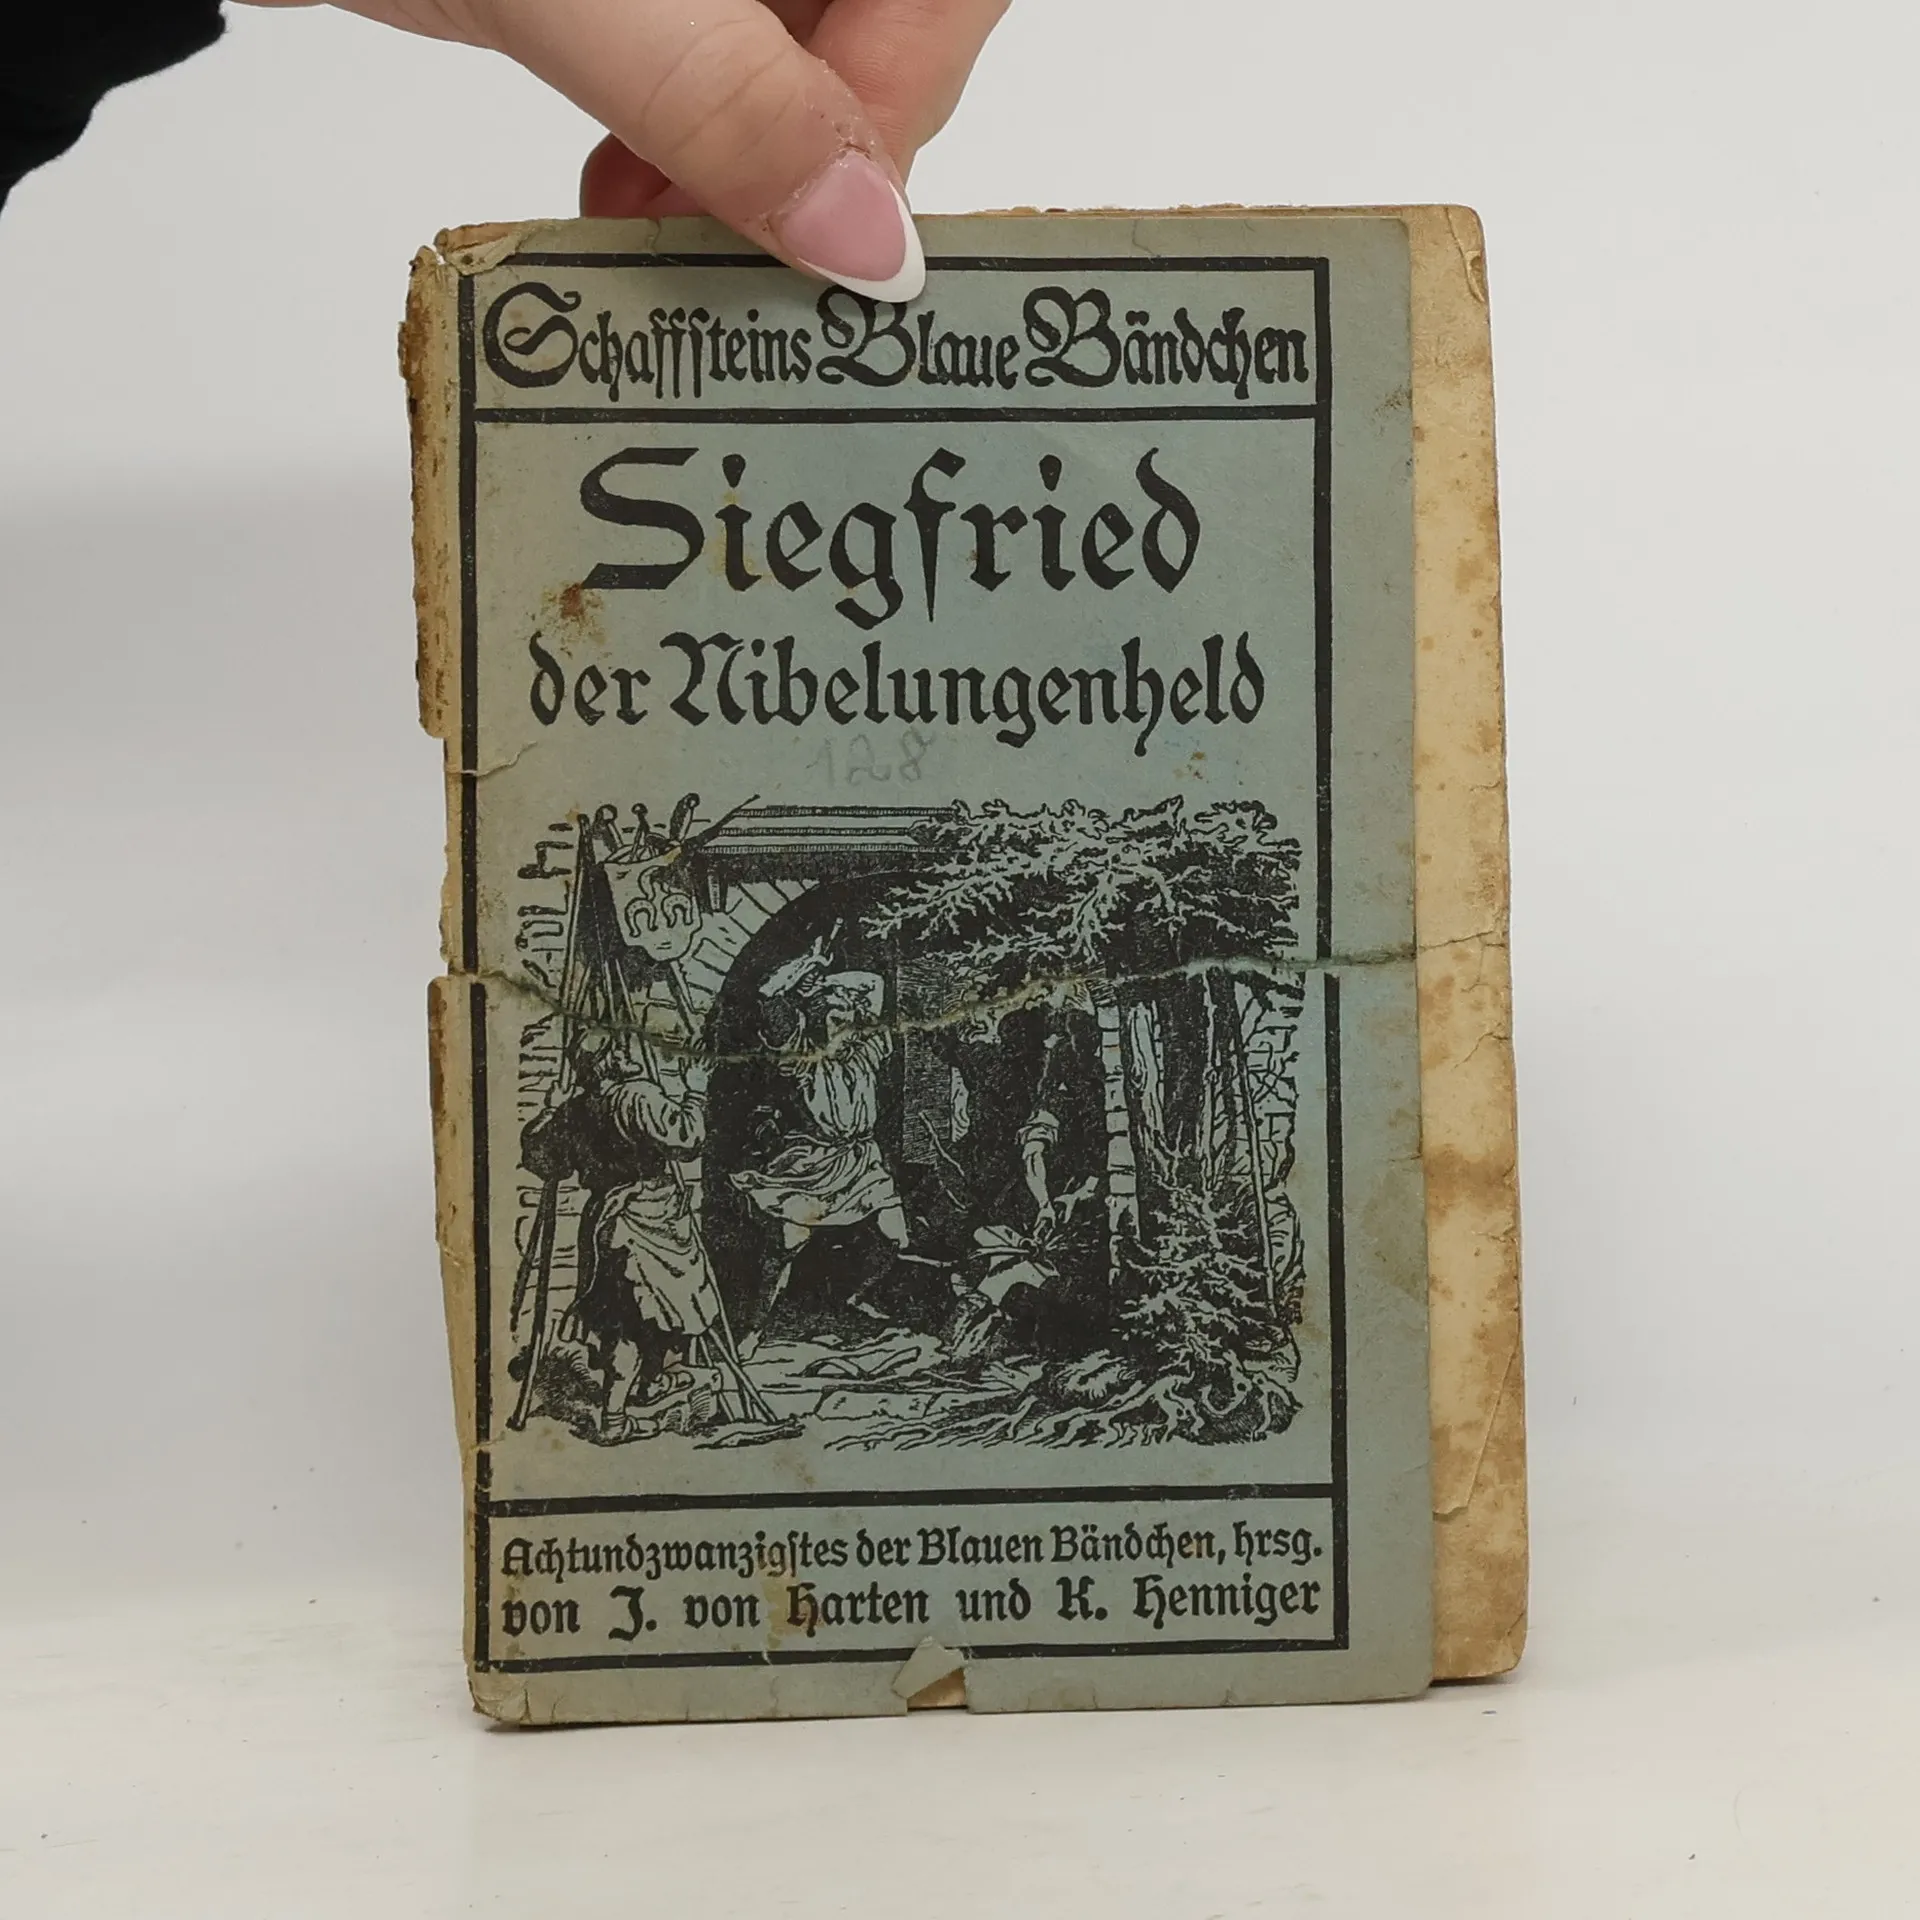 Schaffsteins Blaue Bändchen
Siegfried
der Nibelungenheld
128
Achtundzwanzigstes der Blauen Bändchen, hrsg.
von J. von Harten und K. Henniger